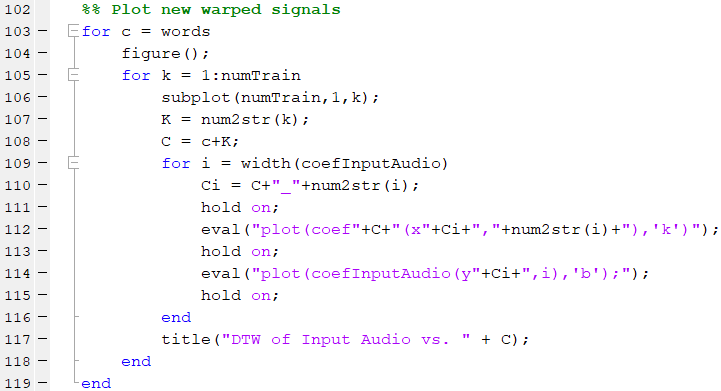 102 %% Plot new warped signals
103 - for c = words
104 - figure();
105 - for k = 1:numTrain
106 - subplot(numTrain,1,k);
107 - K = num2str(k);
108 - C = c+K;
109 - for i = width(coefInputAudio)
110 - Ci = C+"_"+num2str(i);
111 - hold on;
112 - eval("plot(coef"+C+"(x"+Ci+","+num2str(i)+"),'k')");
113 - hold on;
114 - eval("plot(coefInputAudio(y"+Ci+",i),'b');");
115 - hold on;
116 - end
117 - title("DTW of Input Audio vs. " + C);
118 - end
119 - end